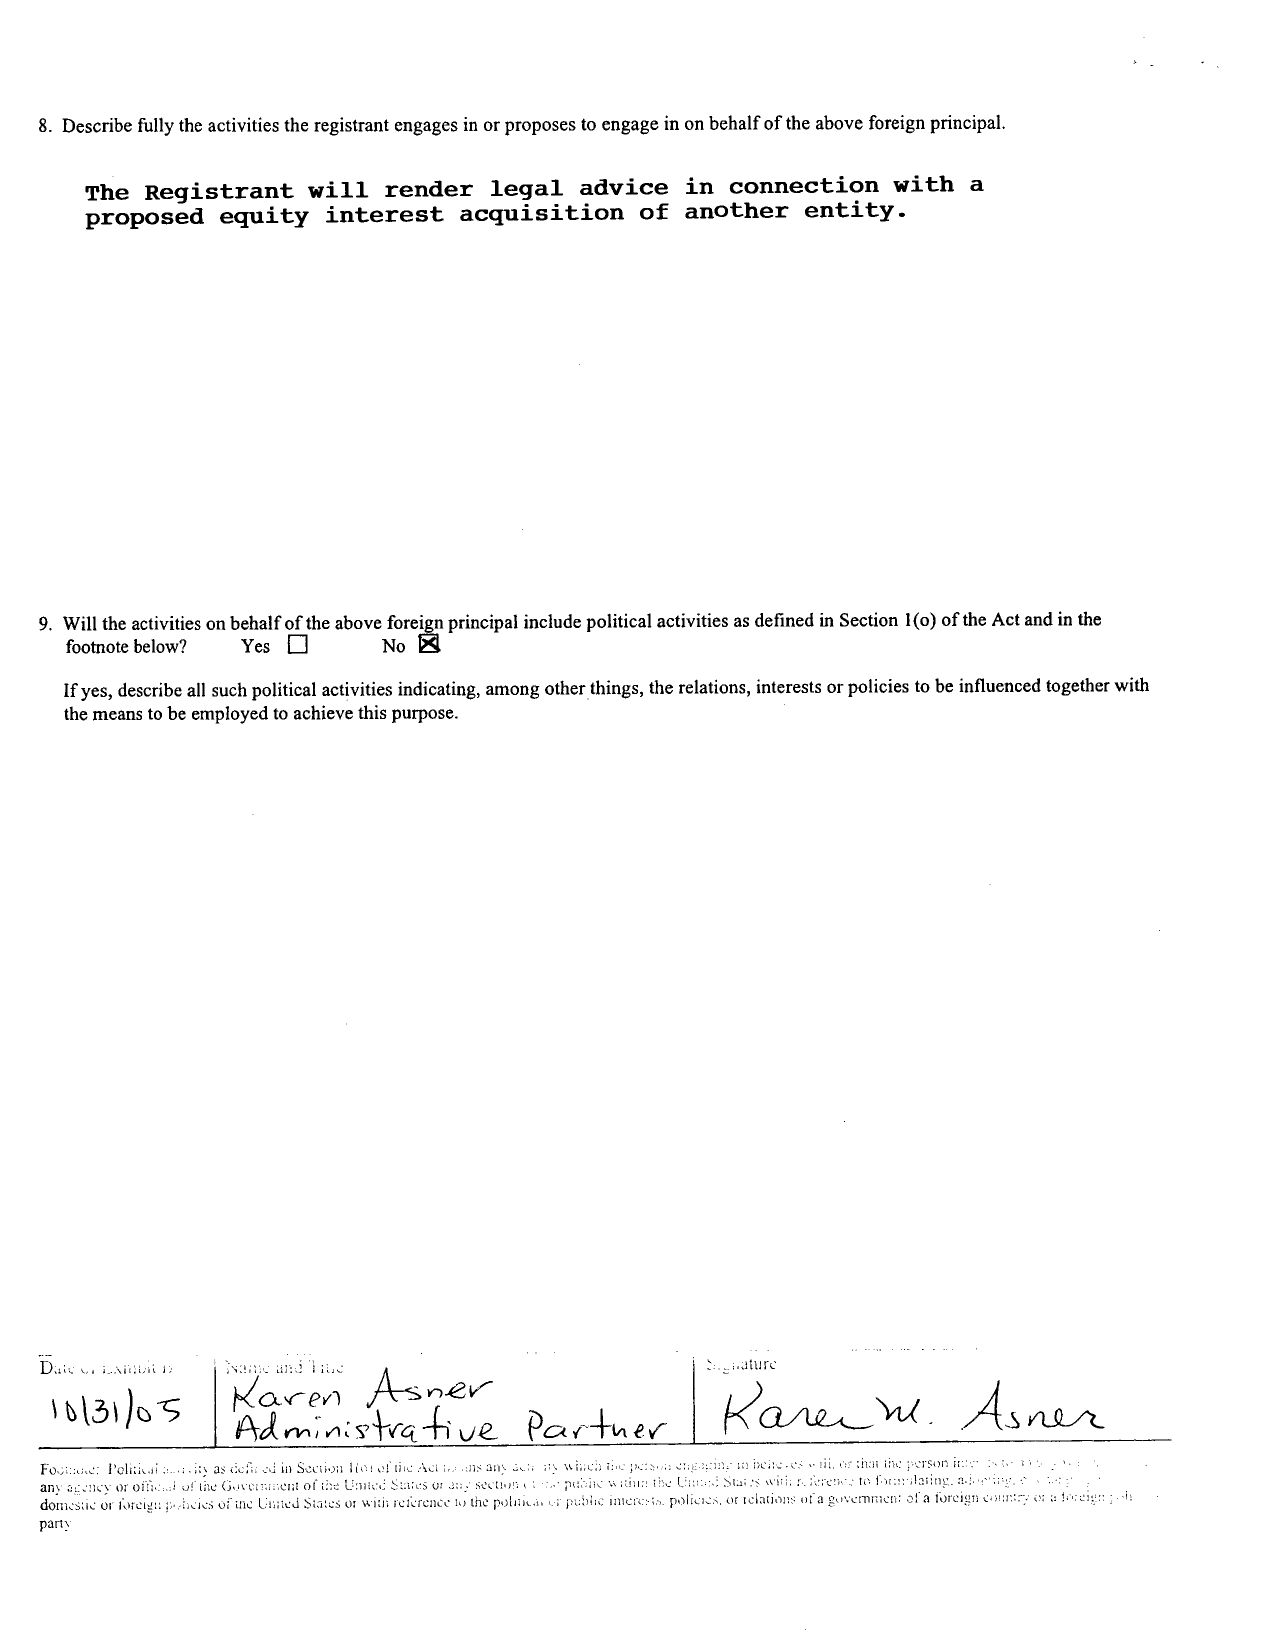 8. Describe fully the activities the registrant engages in or proposes to engage in on behalf of the above foreign principal.
The Registrant will render legal advice in connection with a
proposed equity interest acquisition of another entity.
9. Will the activities on behalf of the above foreign principal include political activities as defined in Section 1(o) of the Act and in the
footnote below? Yes ☐ No ☒
If yes, describe all such political activities indicating, among other things, the relations, interests or policies to be influenced together with
the means to be employed to achieve this purpose.
Date of Exhibit B
Name and Title
Signature
10/31/05
Karen Asner
Administrative Partner
Karen M. Asner
Footnote: Political activity as defined in Section 1(o) of the Act means any activity which the person engaging in believes will, or that the person
any agency or official of the Government of the United States or any section of the public within the United States with reference to formulating, adopting,
domestic or foreign policies of the United States or with reference to the political or public interests, policies, or relations of a government of a foreign country or a foreign
party